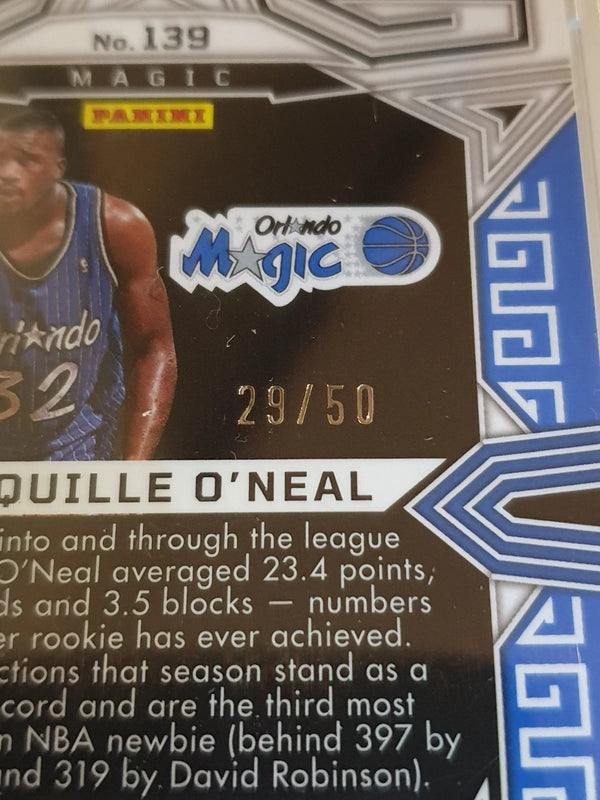 No. 139
MAGIC
PANINI
Orlando
Magic
ri★ndo
32
29/50
QUILLE O'NEAL
into and through the league
O'Neal averaged 23.4 points,
ds and 3.5 blocks — numbers
er rookie has ever achieved.
ctions that season stand as a
cord and are the third most
n NBA newbie (behind 397 by
nd 319 by David Robinson).